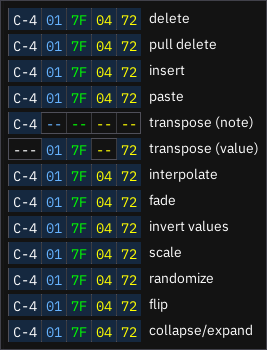 C-4 01 7F 04 72 delete
C-4 01 7F 04 72 pull delete
C-4 01 7F 04 72 insert
C-4 01 7F 04 72 paste
C-4 -- -- -- -- transpose (note)
--- 01 7F -- 72 transpose (value)
C-4 01 7F 04 72 interpolate
C-4 01 7F 04 72 fade
C-4 01 7F 04 72 invert values
C-4 01 7F 04 72 scale
C-4 01 7F 04 72 randomize
C-4 01 7F 04 72 flip
C-4 01 7F 04 72 collapse/expand